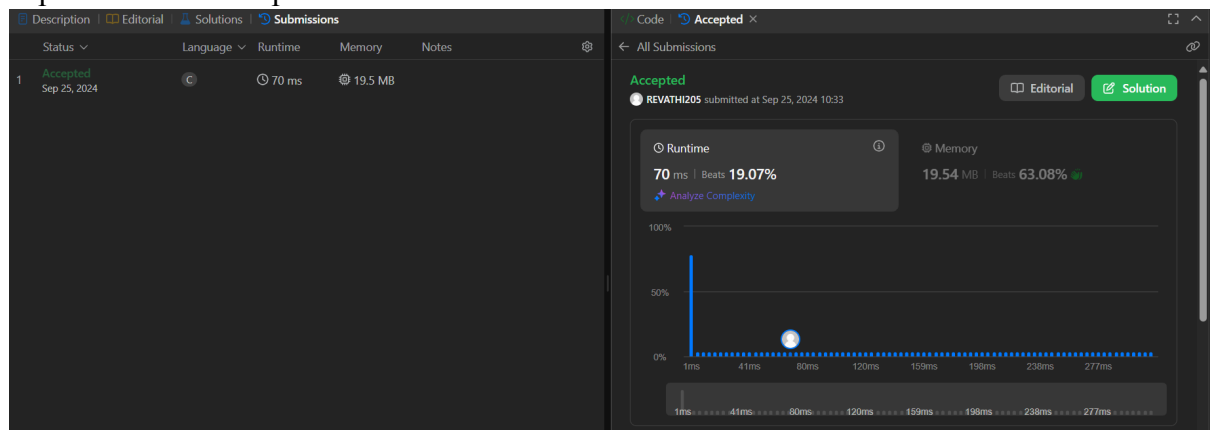 Description | Editorial | Solutions | Submissions
Status Language Runtime Memory Notes
1 Accepted C 70 ms 19.5 MB
Sep 25, 2024
</> Code | Accepted ×
← All Submissions
Accepted
REVATHI205 submitted at Sep 25, 2024 10:33
Editorial Solution
Runtime
70 ms | Beats 19.07%
Analyze Complexity
Memory
19.54 MB | Beats 63.08%
100%
50%
0%
1ms 41ms 80ms 120ms 159ms 198ms 238ms 277ms
1ms 41ms 80ms 120ms 159ms 198ms 238ms 277ms